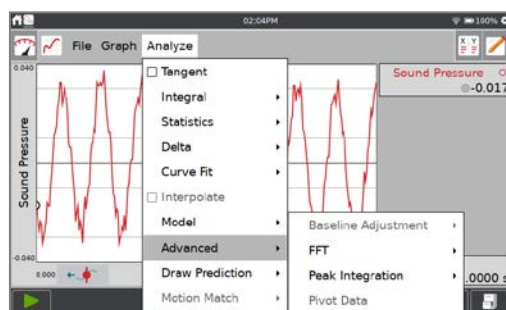 02:04PM
100%
File Graph Analyze
X Y
0.040
Sound Pressure
-0.040
0.000
Tangent
Integral
Statistics
Delta
Curve Fit
Interpolate
Model
Advanced
Draw Prediction
Motion Match
Baseline Adjustment
FFT
Peak Integration
Pivot Data
Sound Pressure
-0.017
.0000 s